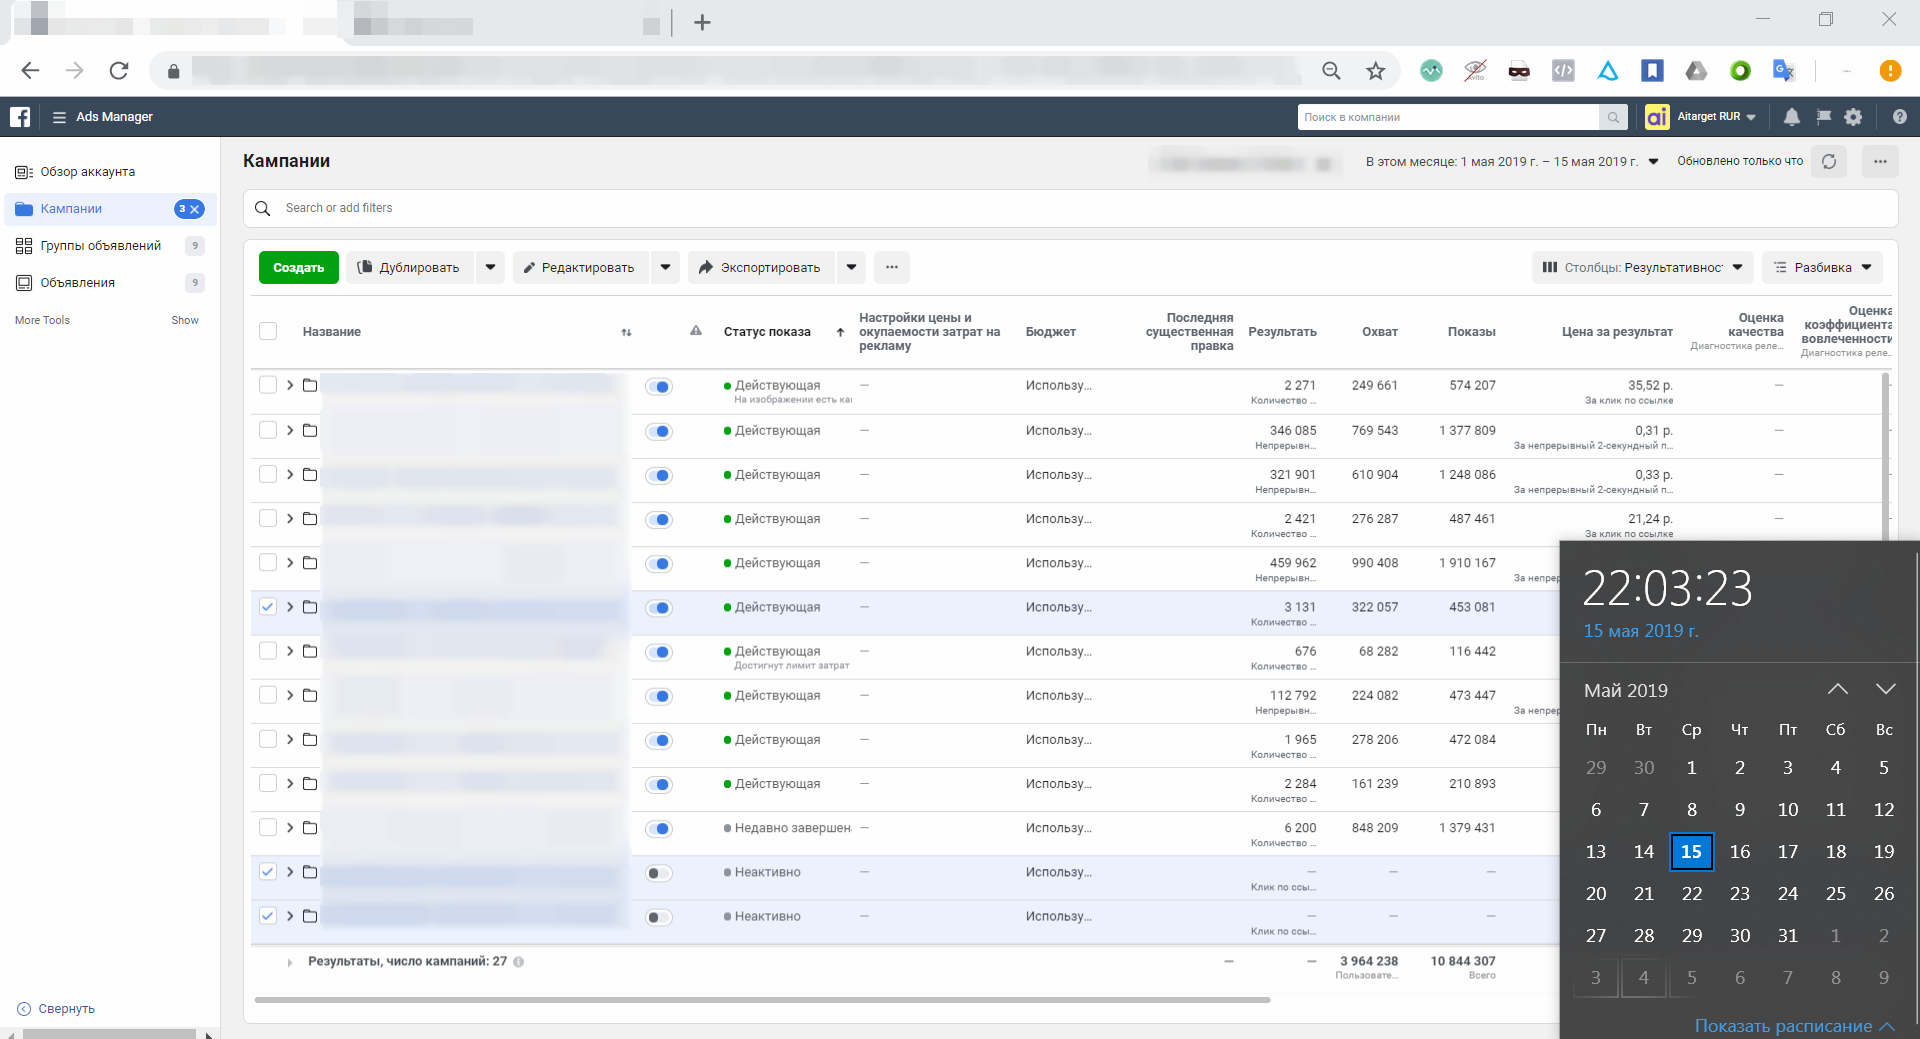 Ads Manager
Поиск в компании
ai
Aitarget RUR
Обзор аккаунта
Кампании
3
Группы объявлений
9
Объявления
9
More Tools
Show
Свернуть
Кампании
В этом месяце: 1 мая 2019 г. – 15 мая 2019 г.
Обновлено только что
Search or add filters
Создать
Дублировать
Редактировать
Экспортировать
Столбцы: Результативнос
Разбивка
Название
Статус показа
Настройки цены и окупаемости затрат на рекламу
Бюджет
Последняя существенная правка
Результать
Охват
Показы
Цена за результат
Оценка качества
Диагностика реле...
Оценка коэффициента вовлеченности
Диагностика реле...
Действующая — Использу... 2 271 249 661 574 207 35,52 р. —
На изображении есть ка Количество ... За клик по ссылке
Действующая — Использу... 346 085 769 543 1 377 809 0,31 р. —
Непрерывн... За непрерывный 2-секундный п...
Действующая — Использу... 321 901 610 904 1 248 086 0,33 р. —
Непрерывн... За непрерывный 2-секундный п...
Действующая — Использу... 2 421 276 287 487 461 21,24 р. —
Количество ... За клик по ссылке
Действующая — Использу... 459 962 990 408 1 910 167
Непрерывн... За непрер
Действующая — Использу... 3 131 322 057 453 081
Количество ...
Действующая — Использу... 676 68 282 116 442
Достигнут лимит затрат Количество ...
Действующая — Использу... 112 792 224 082 473 447
Непрерывн... За непрер
Действующая — Использу... 1 965 278 206 472 084
Количество ...
Действующая — Использу... 2 284 161 239 210 893
Количество ...
Недавно завершен — Использу... 6 200 848 209 1 379 431
Количество ...
Неактивно — Использу... — — —
Клик по ссы...
Неактивно — Использу... — — —
Клик по ссы...
Результаты, число кампаний: 27 — — 3 964 238 10 844 307
Пользовате... Всего
22:03:23
15 мая 2019 г.
Май 2019
Пн Вт Ср Чт Пт Сб Вс
29 30 1 2 3 4 5
6 7 8 9 10 11 12
13 14 15 16 17 18 19
20 21 22 23 24 25 26
27 28 29 30 31 1 2
3 4 5 6 7 8 9
Показать расписание